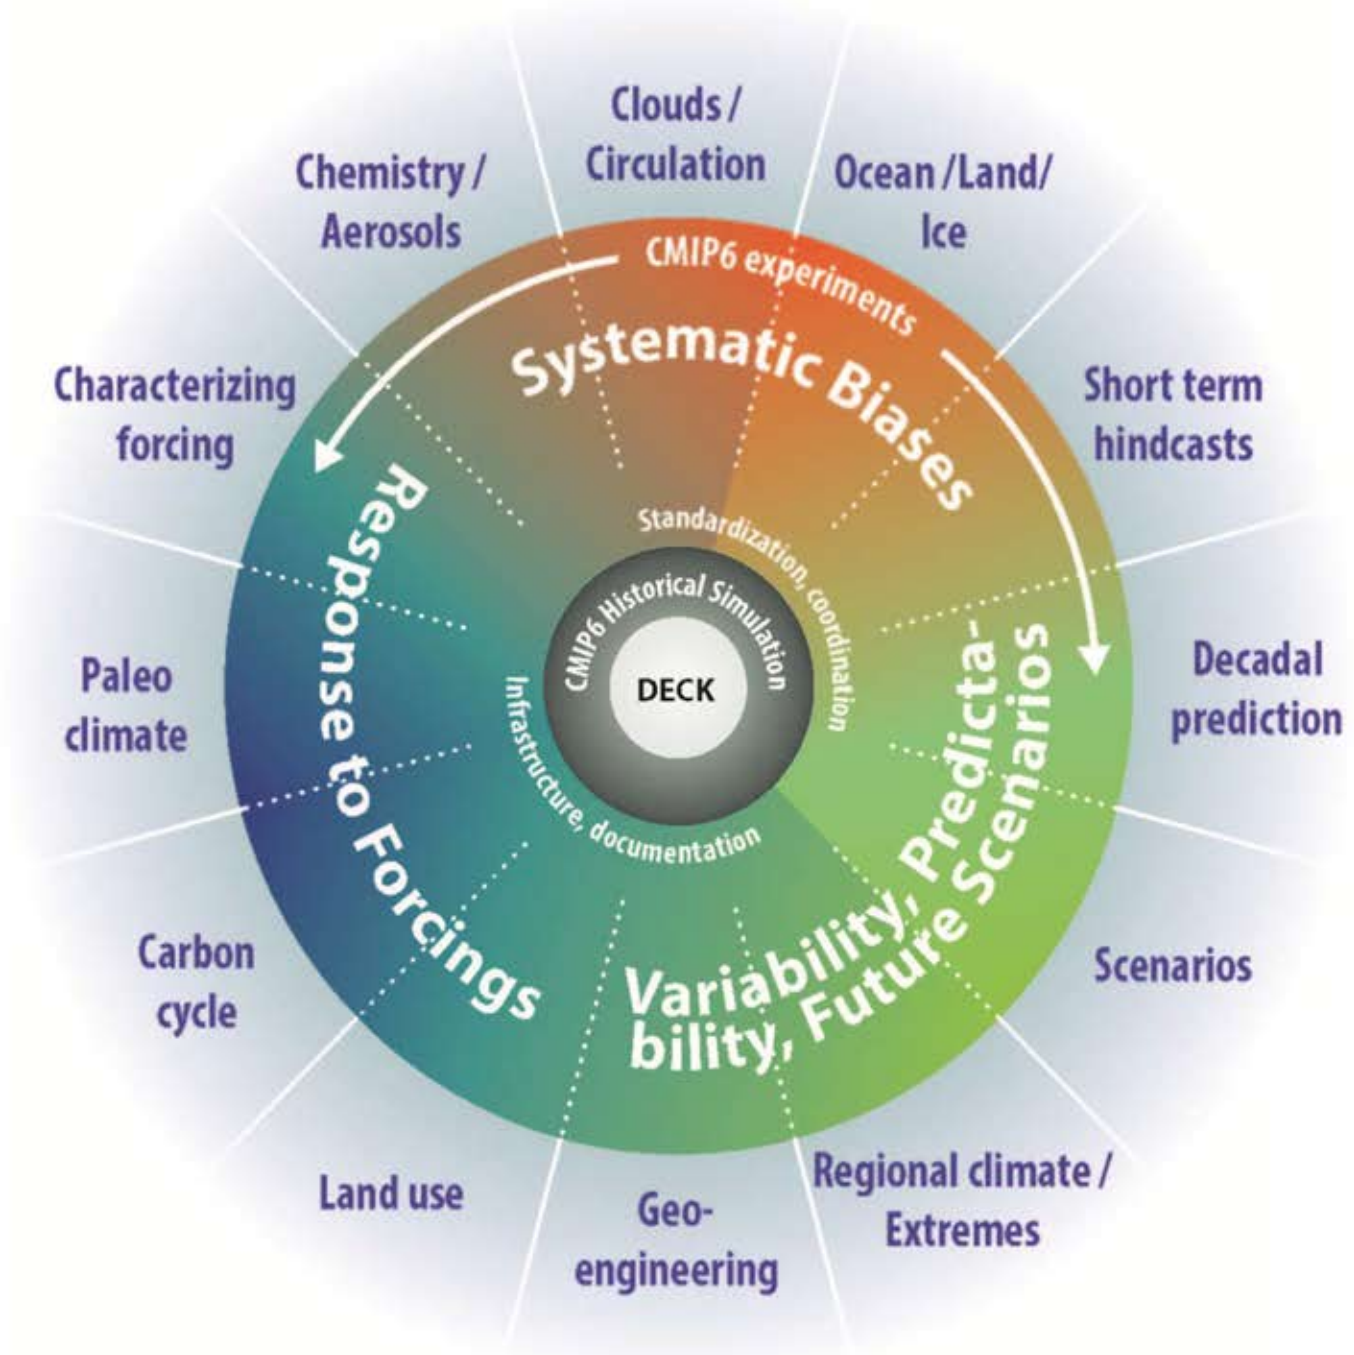 Clouds /
Circulation
Ocean /Land/
Ice
Short term
hindcasts
Decadal
prediction
Scenarios
Regional climate /
Extremes
Geo-
engineering
Land use
Carbon
cycle
Paleo
climate
Characterizing
forcing
Chemistry /
Aerosols
CMIP6 experiments
Systematic Biases
Variability, Predicta-
bility, Future Scenarios
Response to Forcings
Standardization, coordination
Infrastructure, documentation
CMIP6 Historical Simulation
DECK